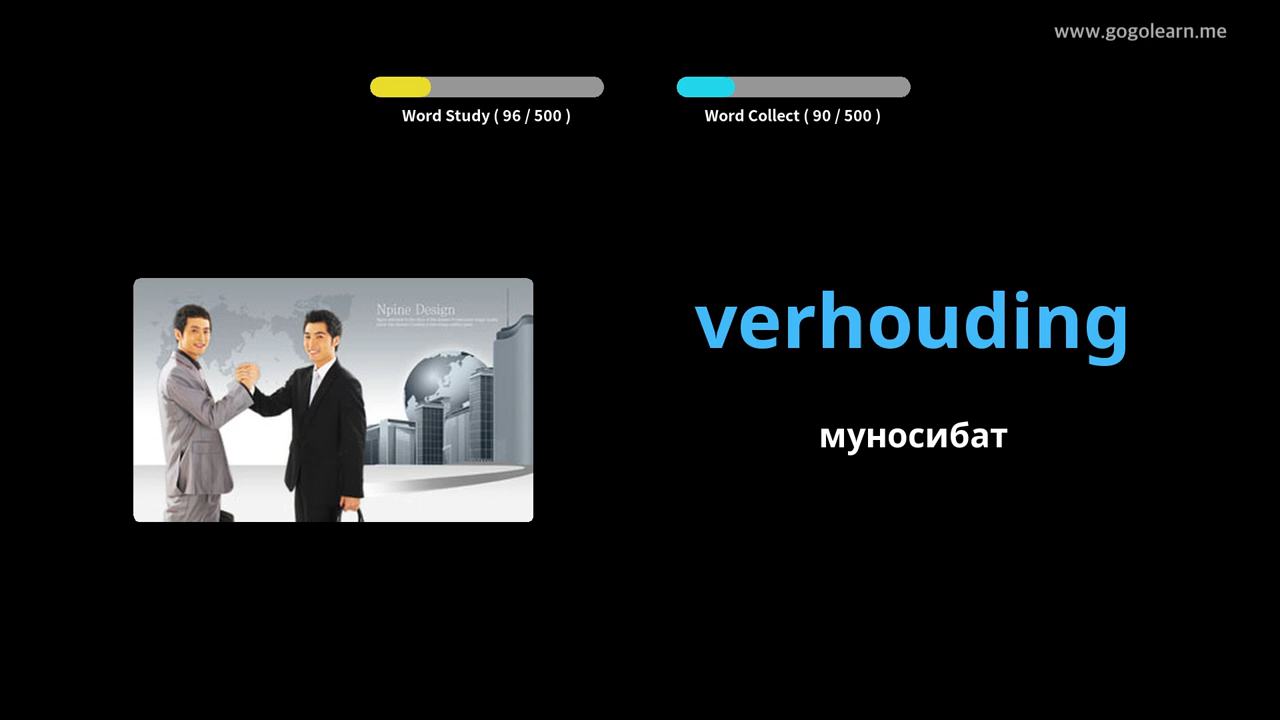 www.gogolearn.me
Word Study ( 96 / 500 )
Word Collect ( 90 / 500 )
Npine Design
verhouding
муносибат